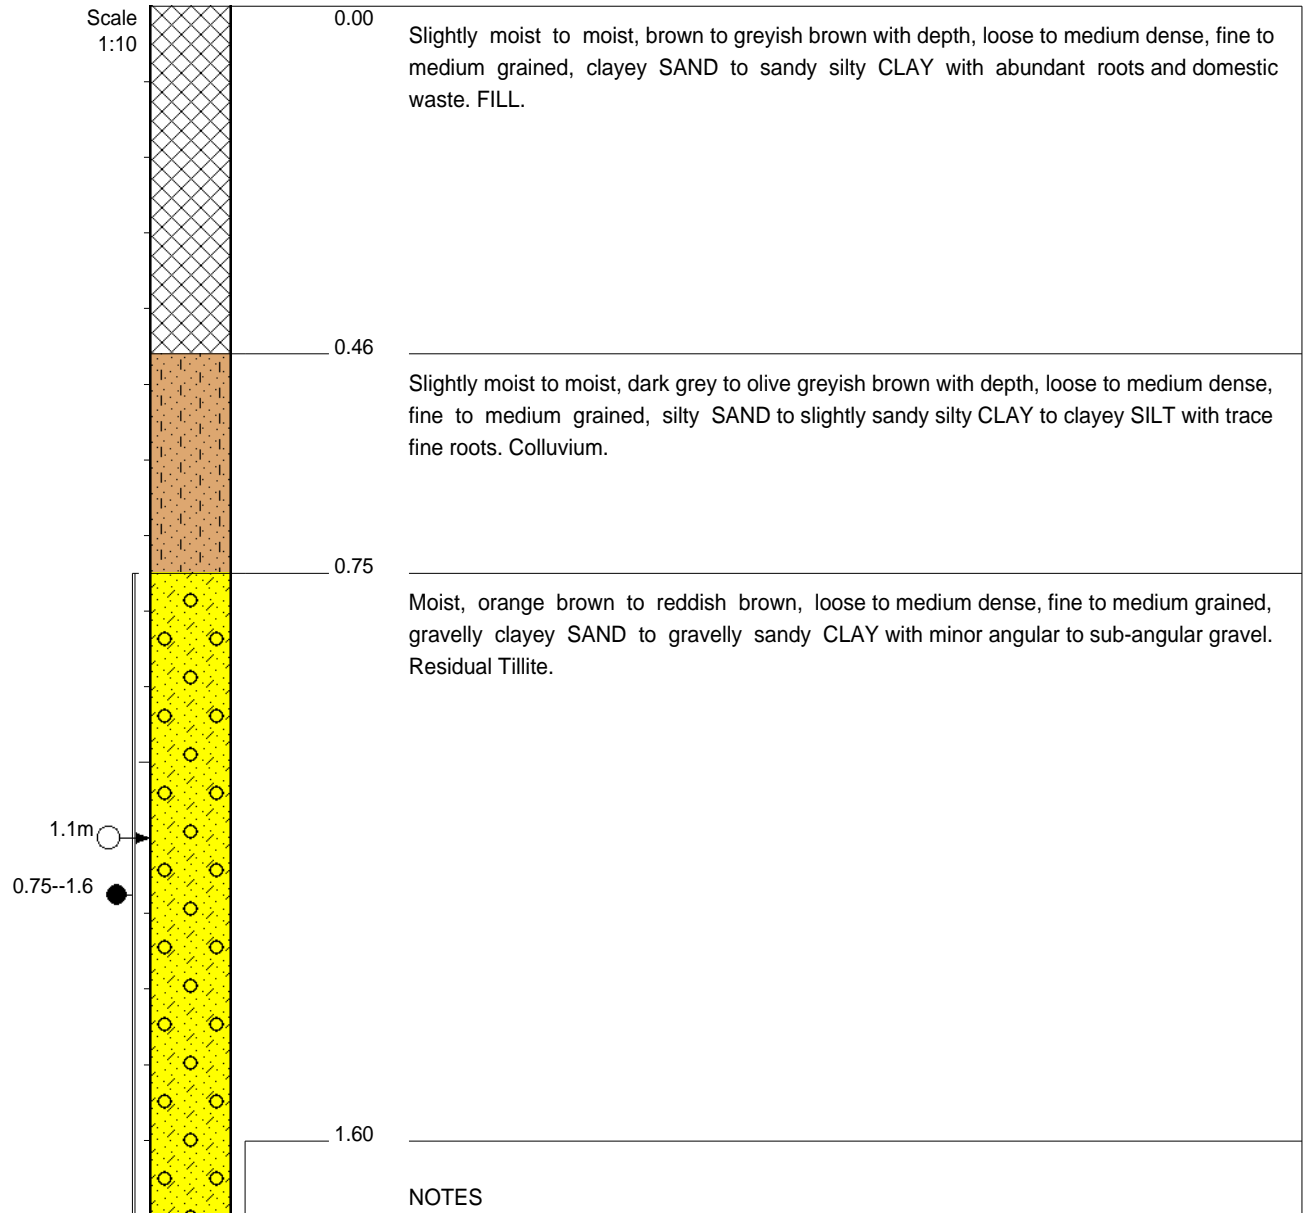 Scale
1:10
0.00
Slightly moist to moist, brown to greyish brown with depth, loose to medium dense, fine to
medium grained, clayey SAND to sandy silty CLAY with abundant roots and domestic
waste. FILL.
0.46
Slightly moist to moist, dark grey to olive greyish brown with depth, loose to medium dense,
fine to medium grained, silty SAND to slightly sandy silty CLAY to clayey SILT with trace
fine roots. Colluvium.
0.75
Moist, orange brown to reddish brown, loose to medium dense, fine to medium grained,
gravelly clayey SAND to gravelly sandy CLAY with minor angular to sub-angular gravel.
Residual Tillite.
1.1m
0.75--1.6
1.60
NOTES